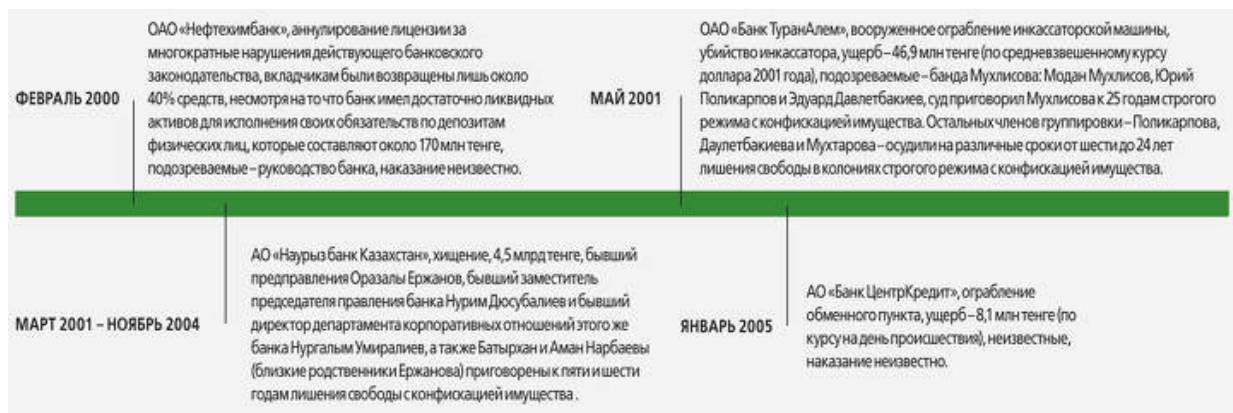 ФЕВРАЛЬ 2000
ОАО «Нефтехимбанк», аннулирование лицензии за
многократные нарушения действующего банковского
законодательства, вкладчикам были возвращены лишь около
40% средств, несмотря на то что банк имел достаточно ликвидных
активов для исполнения своих обязательств по депозитам
физических лиц, которые составляют около 170 млн тенге,
подозреваемые – руководство банка, наказание неизвестно.
МАЙ 2001
ОАО «Банк ТуранАлем», вооруженное ограбление инкассаторской машины,
убийство инкассатора, ущерб – 46,9 млн тенге (по средневзвешенному курсу
доллара 2001 года), подозреваемые – банда Мухлисова: Модан Мухлисов, Юрий
Поликарпов и Эдуард Давлетбакиев, суд приговорил Мухлисова к 25 годам строгого
режима с конфискацией имущества. Остальных членов группировки – Поликарпова,
Даулетбакиева и Мухтарова – осудили на различные сроки от шести до 24 лет
лишения свободы в колониях строгого режима с конфискацией имущества.
МАРТ 2001 – НОЯБРЬ 2004
АО «Наурыз банк Казахстан», хищение, 4,5 млрд тенге, бывший
предправления Оразалы Ержанов, бывший заместитель
председателя правления банка Нурим Дюсубалиев и бывший
директор департамента корпоративных отношений этого же
банка Нургалым Умиралиев, а также Батырхан и Аман Нарбаевы
(близкие родственники Ержанова) приговорены к пяти и шести
годам лишения свободы с конфискацией имущества .
ЯНВАРЬ 2005
АО «Банк ЦентрКредит», ограбление
обменного пункта, ущерб – 8,1 млн тенге (по
курсу на день происшествия), неизвестные,
наказание неизвестно.